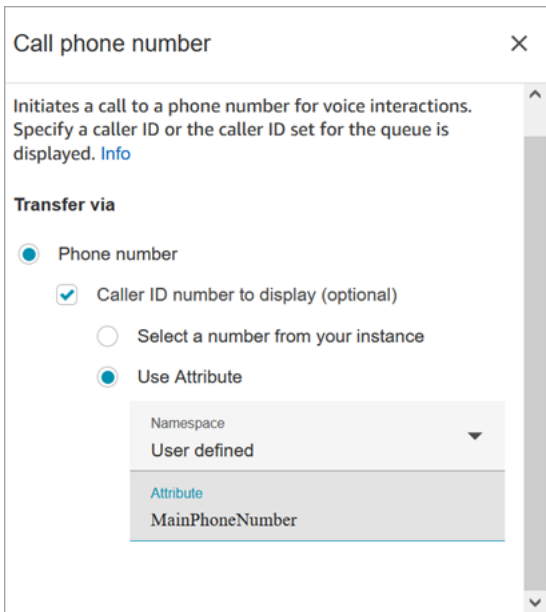 Call phone number
Initiates a call to a phone number for voice interactions.
Specify a caller ID or the caller ID set for the queue is
displayed. Info
Transfer via
Phone number
Caller ID number to display (optional)
Select a number from your instance
Use Attribute
Namespace
User defined
Attribute
MainPhoneNumber